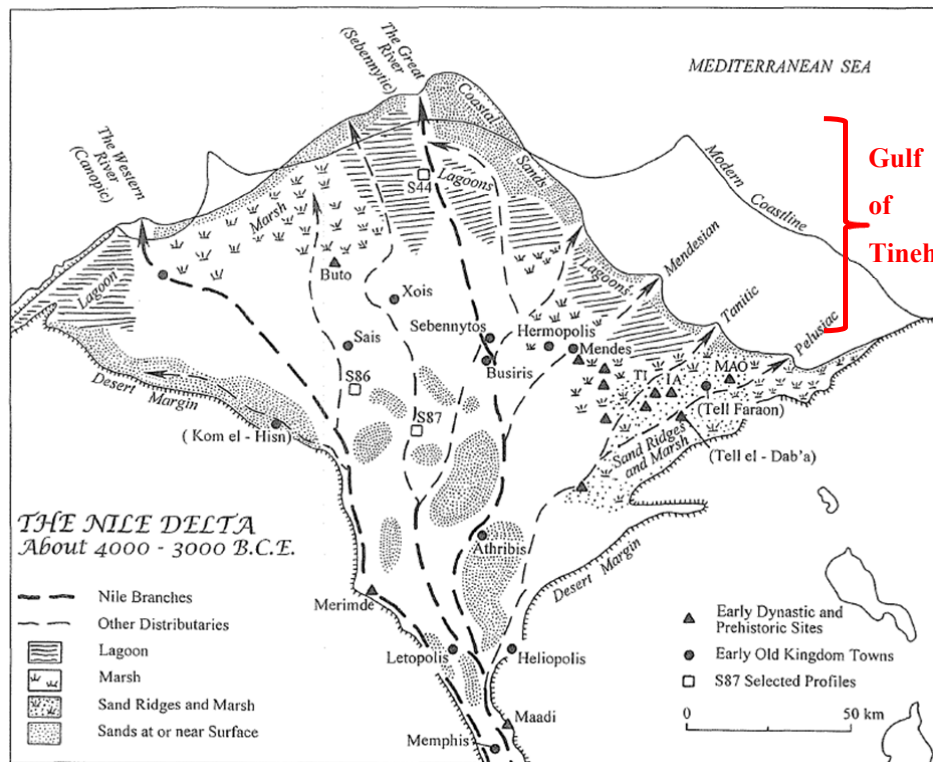 MEDITERRANEAN SEA
The Great
River
(Sebennytic)
The Western
River
(Canopic)
Coastal
Sands
Modern
Coastline
Gulf
of
Tineh
S44
Lagoons
Marsh
Buto
Lagoon
Xois
Lagoons
Mendesian
Tanitic
Pelusiac
Sebennytos
Hermopolis
Sais
Mendes
Busiris
TI
IA
MAO
S86
(Tell Faraon)
Desert
Margin
S87
(Kom el - Hisn)
Sand Ridges
and Marsh
(Tell el - Dab'a)
THE NILE DELTA
About 4000 - 3000 B.C.E.
Athribis
Desert
Margin
Nile Branches
Merimde
Other Distributaries
Early Dynastic and
Prehistoric Sites
Lagoon
Letopolis
Heliopolis
Early Old Kingdom Towns
Marsh
S87 Selected Profiles
Sand Ridges and Marsh
Maadi
0
50 km
Sands at or near Surface
Memphis